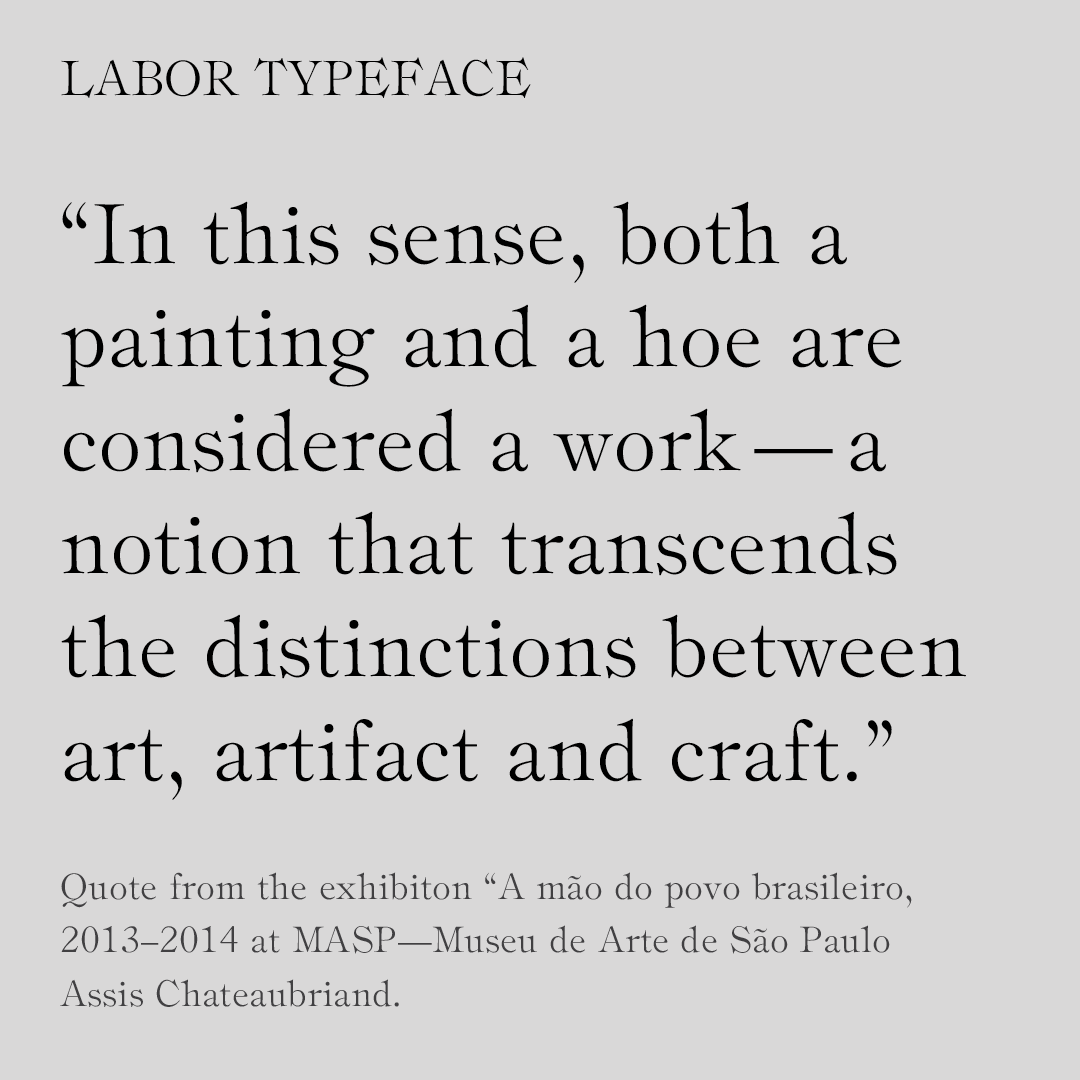 LABOR TYPEFACE
“In this sense, both a
painting and a hoe are
considered a work — a
notion that transcends
the distinctions between
art, artifact and craft.”
Quote from the exhibiton “A mão do povo brasileiro,
2013–2014 at MASP—Museu de Arte de São Paulo
Assis Chateaubriand.